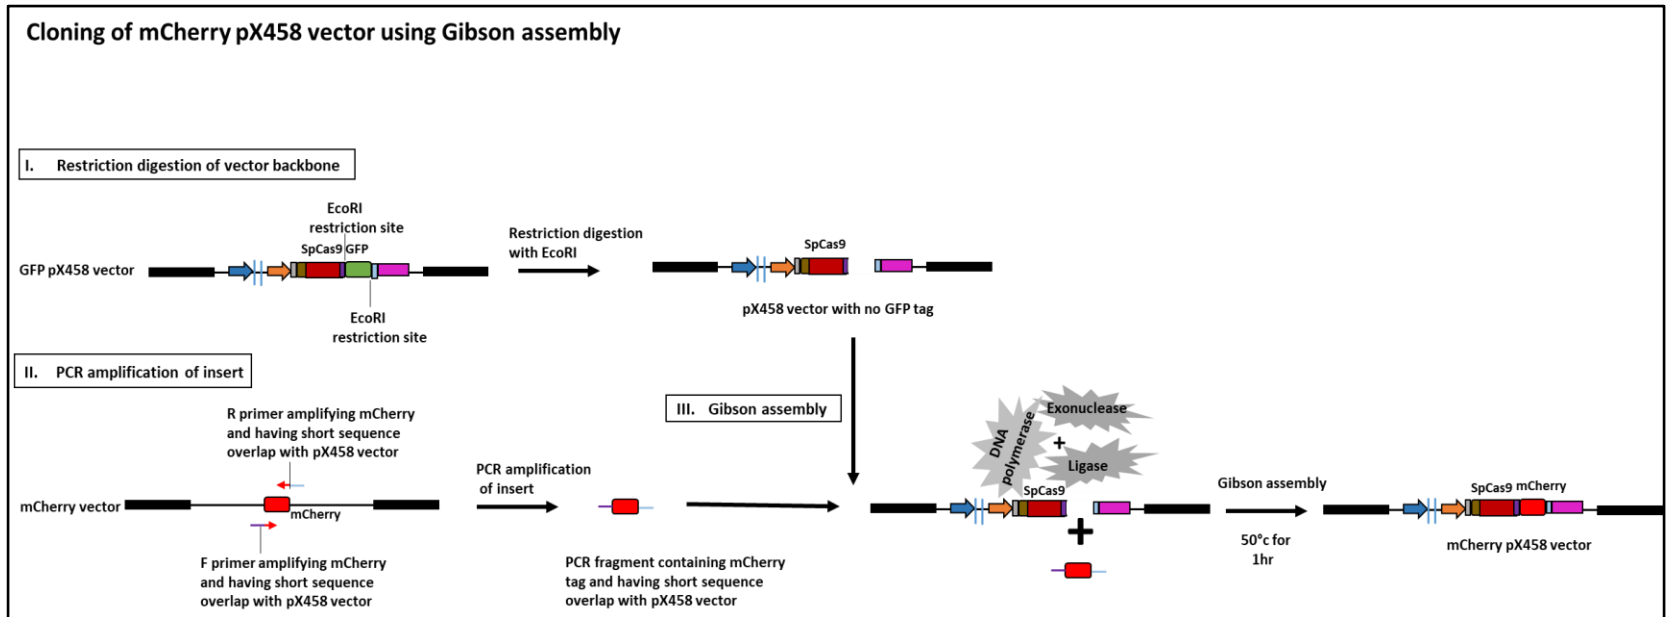 Cloning of mCherry pX458 vector using Gibson assembly
I. Restriction digestion of vector backbone
EcoRI
restriction site
SpCas9 GFP
GFP pX458 vector
EcoRI
restriction site
Restriction digestion
with EcoRI
SpCas9
pX458 vector with no GFP tag
II. PCR amplification of insert
R primer amplifying mCherry
and having short sequence
overlap with pX458 vector
mCherry vector
mCherry
F primer amplifying mCherry
and having short sequence
overlap with pX458 vector
PCR amplification
of insert
PCR fragment containing mCherry
tag and having short sequence
overlap with pX458 vector
III. Gibson assembly
DNA
polymerase
+
Exonuclease
Ligase
SpCas9
+
Gibson assembly
50°c for
1hr
SpCas9 mCherry
mCherry pX458 vector